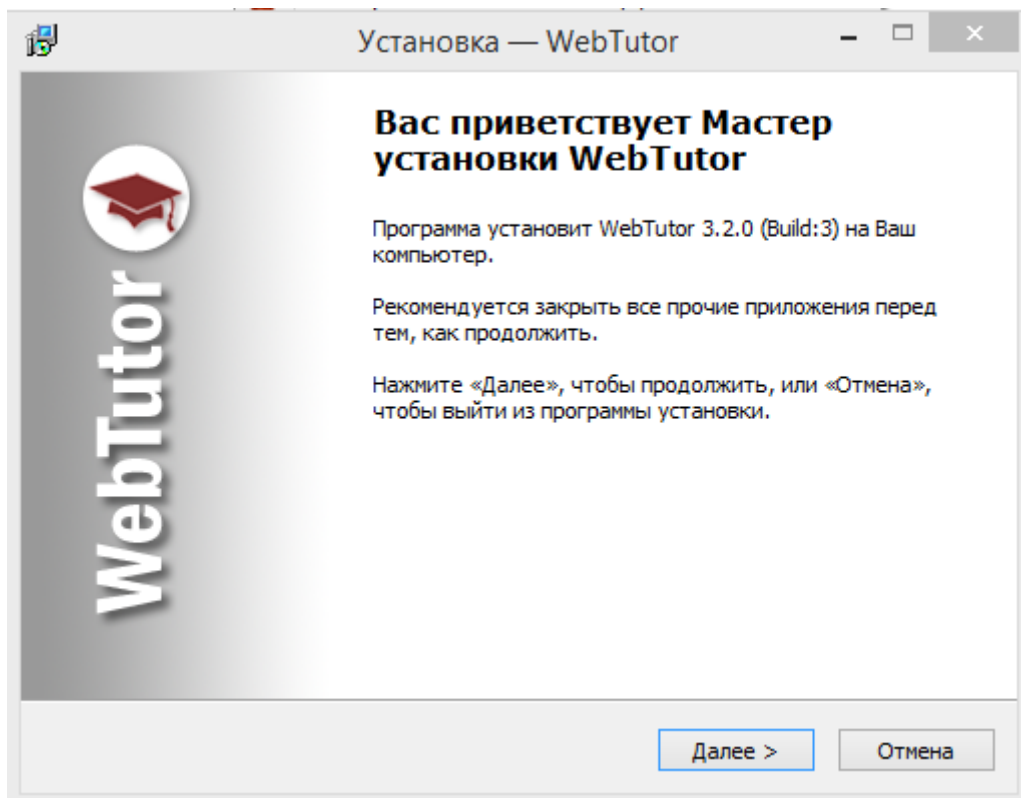 Установка — WebTutor
Вас приветствует Мастер
установки WebTutor
Программа установит WebTutor 3.2.0 (Build:3) на Ваш
компьютер.
Рекомендуется закрыть все прочие приложения перед
тем, как продолжить.
Нажмите «Далее», чтобы продолжить, или «Отмена»,
чтобы выйти из программы установки.
WebTutor
Далее >
Отмена